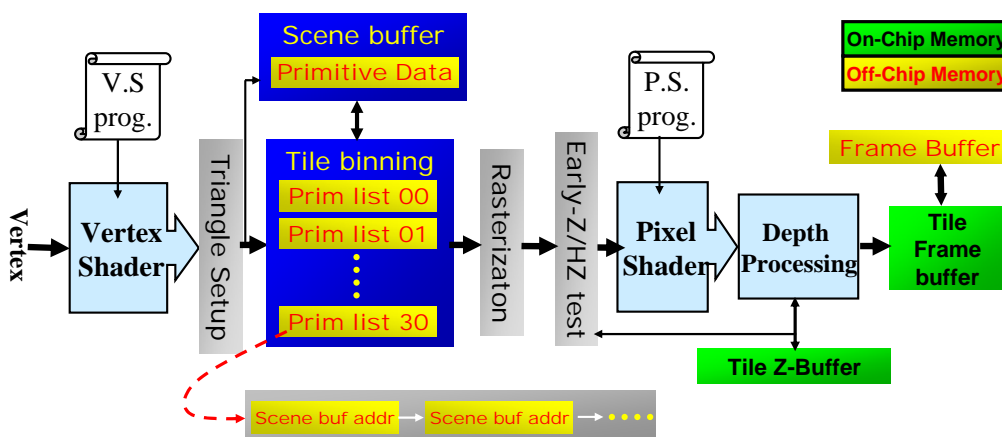 Scene buffer
Primitive Data
V.S
prog.
P.S.
prog.
On-Chip Memory
Off-Chip Memory
Vertex
Vertex
Shader
Triangle Setup
Tile binning
Prim list 00
Prim list 01
Prim list 30
Rasterizaton
Early-Z/HZ test
Pixel
Shader
Depth
Processing
Frame Buffer
Tile
Frame
buffer
Tile Z-Buffer
Scene buf addr
Scene buf addr